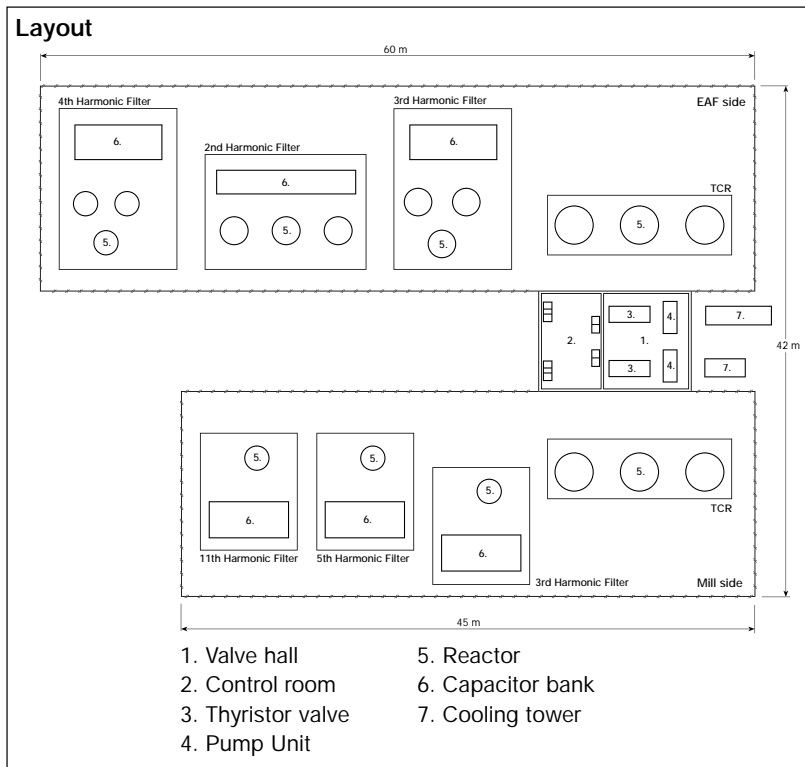 Layout
60 m
4th Harmonic Filter
3rd Harmonic Filter
EAF side
6.
6.
2nd Harmonic Filter
6.
TCR
5.
5.
5.
5.
3.
4.
7.
2.
1.
42 m
3.
4.
7.
5.
5.
5.
5.
6.
6.
TCR
6.
11th Harmonic Filter
5th Harmonic Filter
3rd Harmonic Filter
Mill side
45 m
1. Valve hall
2. Control room
3. Thyristor valve
4. Pump Unit
5. Reactor
6. Capacitor bank
7. Cooling tower